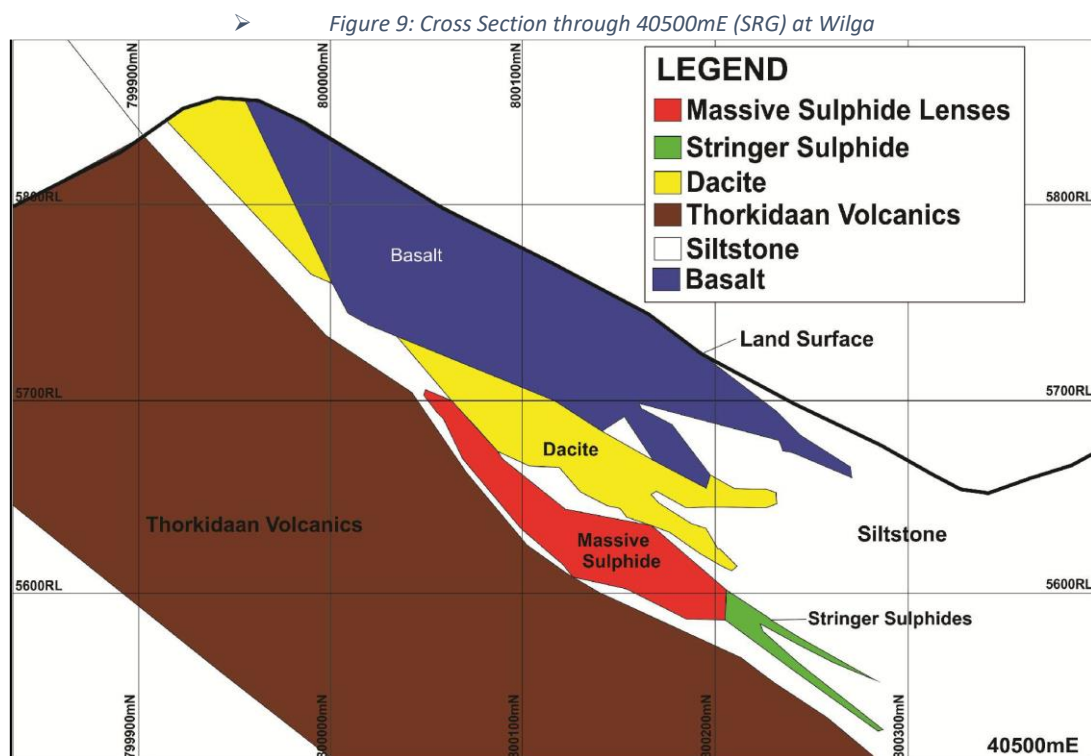 ➢ Figure 9: Cross Section through 40500mE (SRG) at Wilga
799900mN
800000mN
800100mN
LEGEND
Massive Sulphide Lenses
Stringer Sulphide
Dacite
Thorkidaan Volcanics
Siltstone
Basalt
5800RL
5800RL
Basalt
Land Surface
5700RL
5700RL
Dacite
Thorkidaan Volcanics
Siltstone
Massive
Sulphide
5600RL
5600RL
Stringer Sulphides
799900mN
800000mN
800100mN
800200mN
800300mN
40500mE